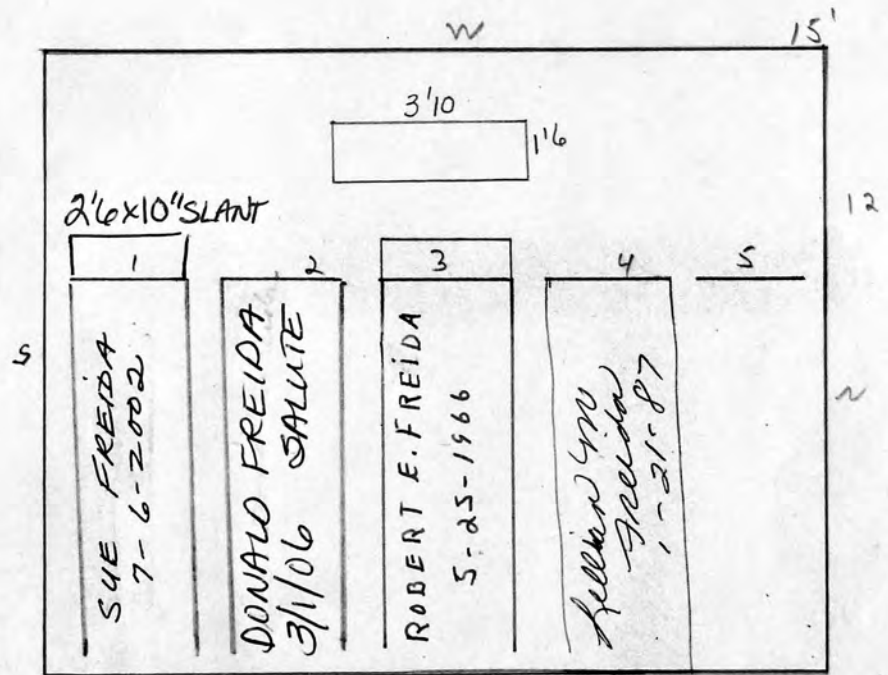 W
15'
3'10
1'6
12
2'6x10" SLANT
1
2
3
4
5
S
N
SUE FREIDA
7-6-2002
DONALD FREIDA
3/1/06 SALUTE
ROBERT E. FREIDA
5-25-1966
Lillian M
Freida
1-21-87